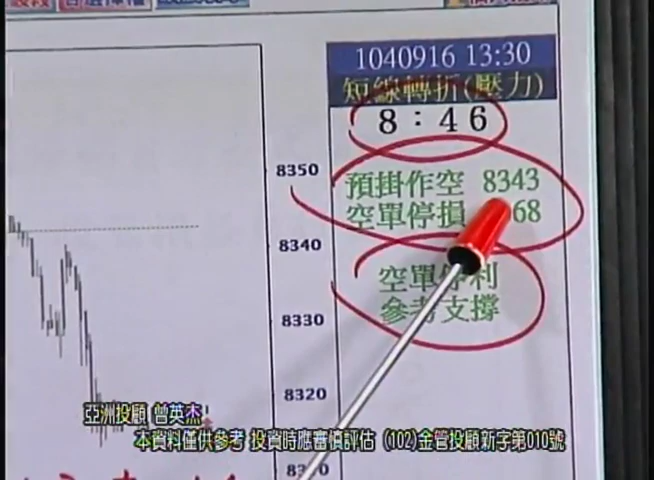 1040916 13:30
短線轉折(壓力)
8:46
8350
預掛作空 8343
空單停損 68
8340
空單停利
參考支撐
8330
8320
亞洲投顧 曾英杰
本資料僅供參考 投資時應審慎評估 (102)金管投顧新字第010號